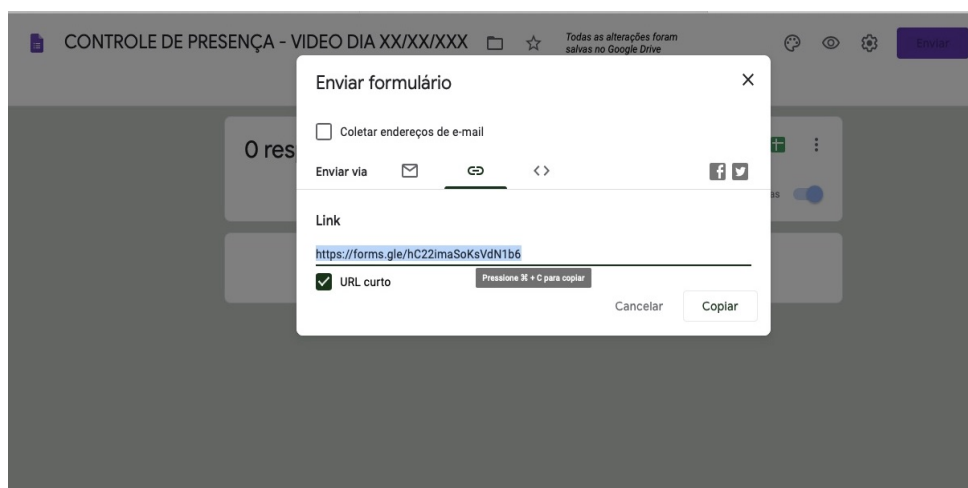 CONTROLE DE PRESENÇA - VIDEO DIA XX/XX/XXX
Todas as alterações foram
salvas no Google Drive
Enviar
Enviar formulário
Coletar endereços de e-mail
0 res
Enviar via
as
Link
https://forms.gle/hC22imaSoKsVdN1b6
Pressione ⌘ + C para copiar
URL curto
Cancelar
Copiar